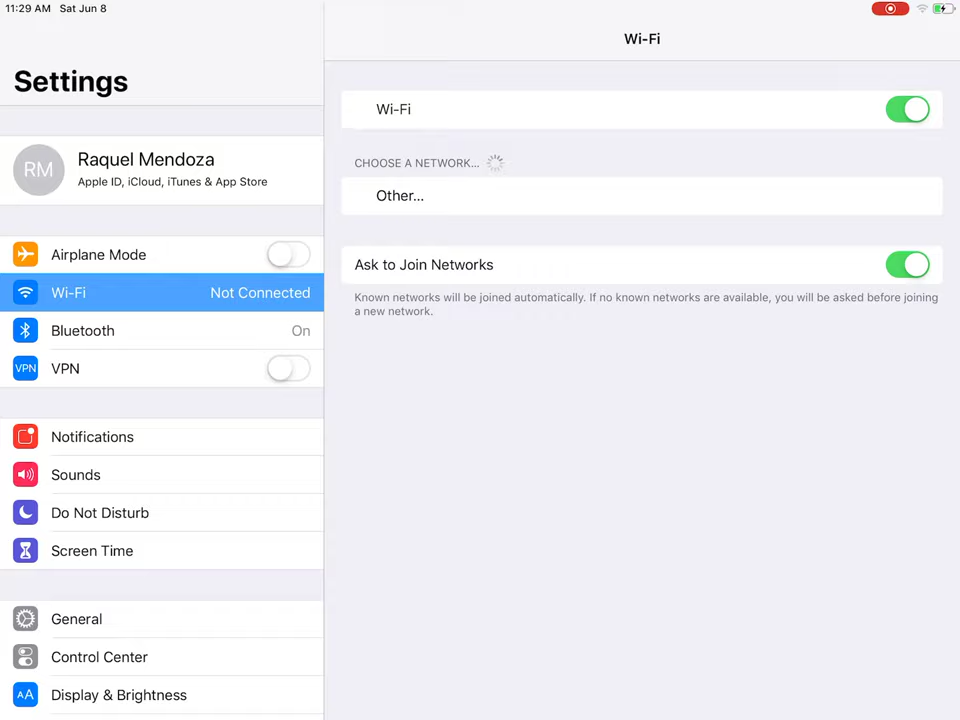 11:29 AM Sat Jun 8
Settings
RM
Raquel Mendoza
Apple ID, iCloud, iTunes & App Store
Airplane Mode
Wi-Fi Not Connected
Bluetooth On
VPN VPN
Notifications
Sounds
Do Not Disturb
Screen Time
General
Control Center
AA Display & Brightness
Wi-Fi
Wi-Fi
CHOOSE A NETWORK...
Other...
Ask to Join Networks
Known networks will be joined automatically. If no known networks are available, you will be asked before joining
a new network.